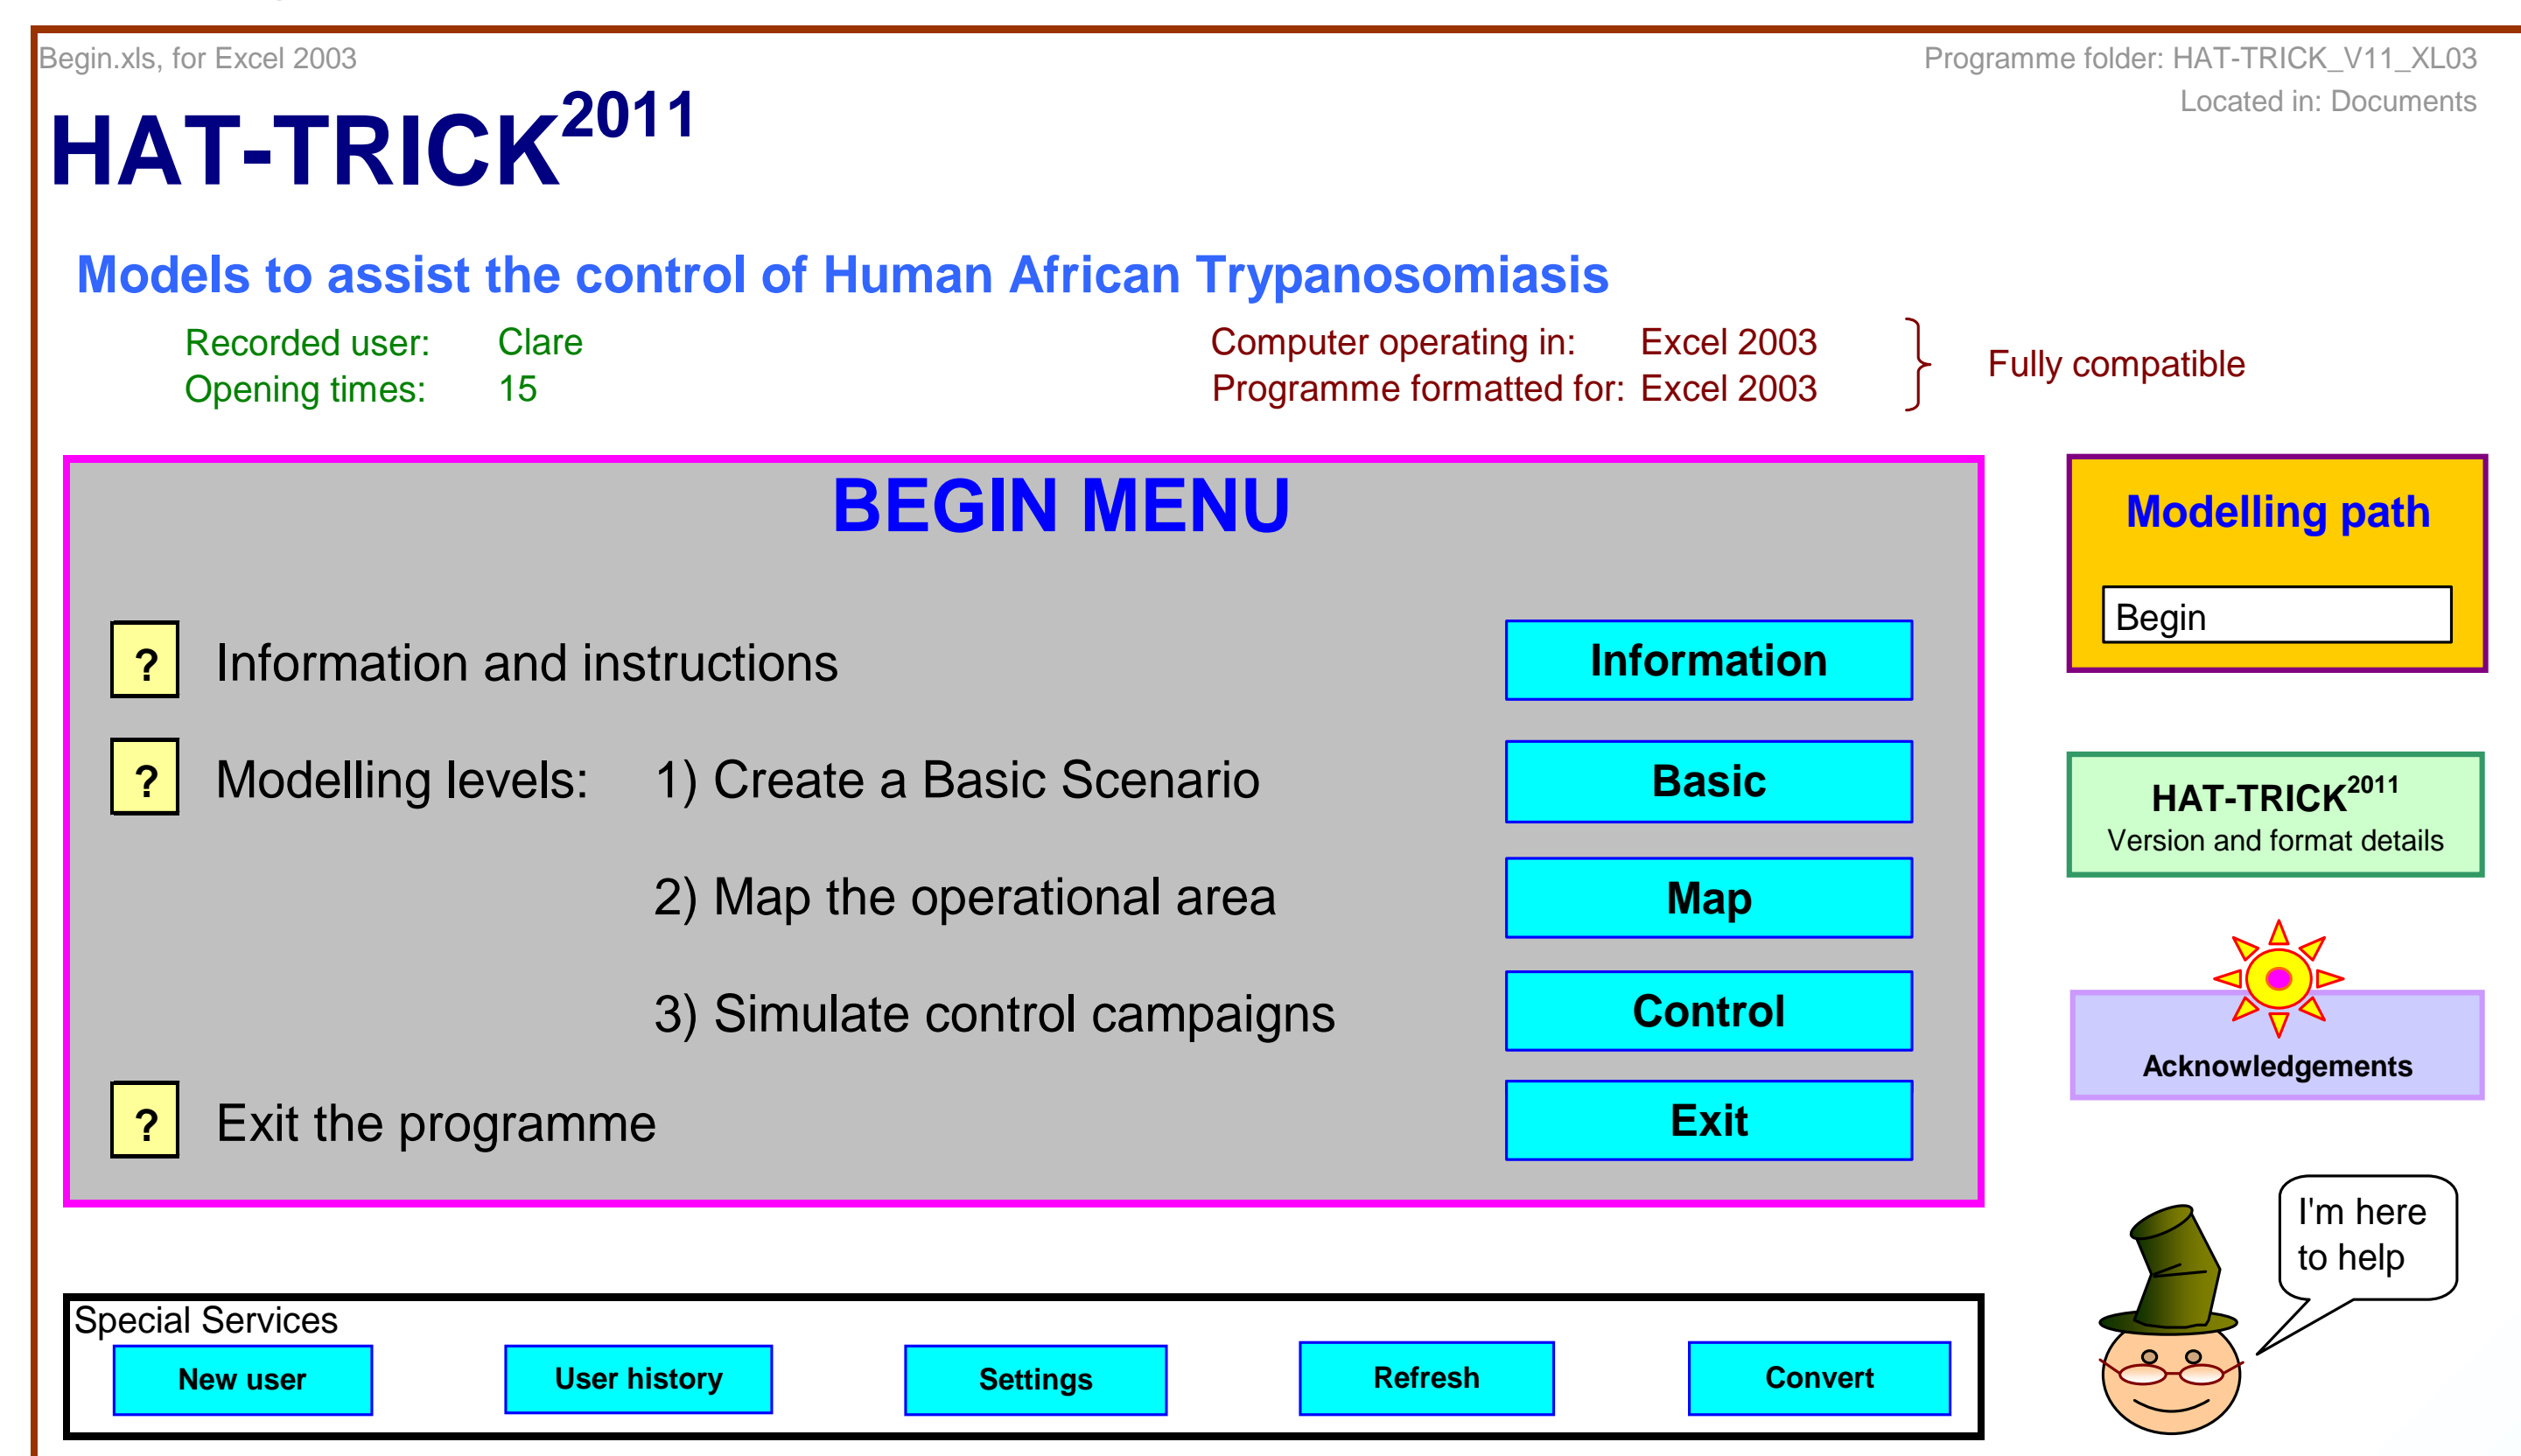 Begin.xls, for Excel 2003
Programme folder: HAT-TRICK_V11_XL03
Located in: Documents
HAT-TRICK2011
Models to assist the control of Human African Trypanosomiasis
Recorded user: Clare
Opening times: 15
Computer operating in: Excel 2003
Programme formatted for: Excel 2003
Fully compatible
BEGIN MENU
? Information and instructions Information
? Modelling levels: 1) Create a Basic Scenario Basic
2) Map the operational area Map
3) Simulate control campaigns Control
? Exit the programme Exit
Modelling path
Begin
HAT-TRICK2011
Version and format details
Acknowledgements
I'm here
to help
Special Services
New user User history Settings Refresh Convert